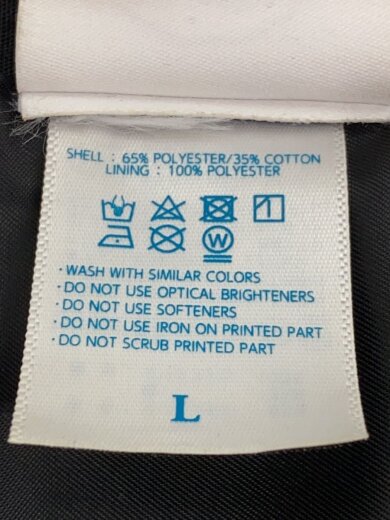 SHELL : 65% POLYESTER/35% COTTON
LINING : 100% POLYESTER
W
·WASH WITH SIMILAR COLORS
·DO NOT USE OPTICAL BRIGHTENERS
·DO NOT USE SOFTENERS
·DO NOT USE IRON ON PRINTED PART
·DO NOT SCRUB PRINTED PART
L